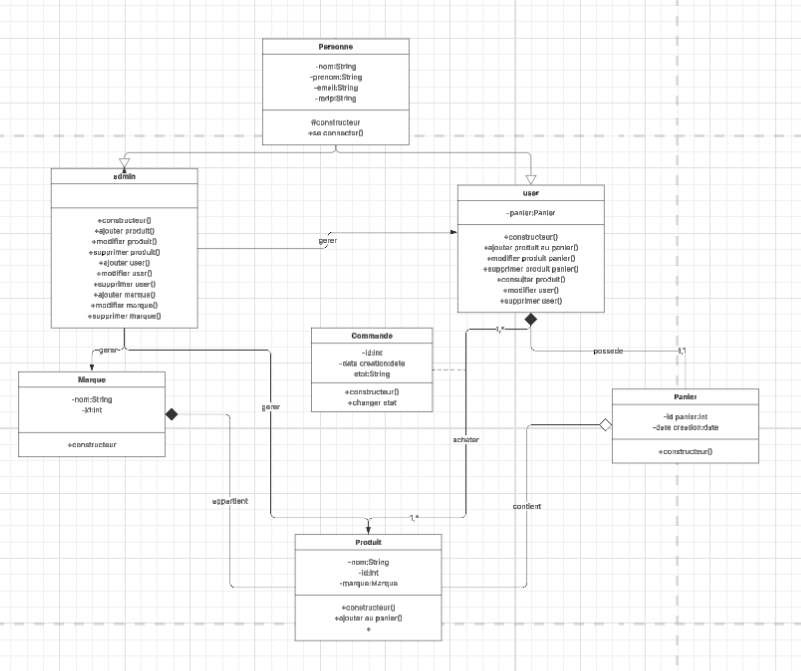 Personne
-nom:String
-prenom:String
-email:String
-mdp:String
#constructeur
+se connecter()
admin
+constructeur()
+ajouter produit()
+modifier produit()
+supprimer produit()
+ajouter user()
+modifier user()
+supprimer user()
+ajouter marque()
+modifier marque()
+supprimer marque()
gerer
user
-panier:Panier
+constructeur()
+ajouter produit au panier()
+modifier produit panier()
+supprimer produit panier()
+consulter produit()
+modifier user()
+supprimer user()
1,*
possede
1,1
gerer
Marque
-nom:String
-id:int
+constructeur
Commande
-id:int
-date creation:date
etat:String
+constructeur()
+changer etat
Panier
-id panier:int
-date creation:date
+constructeur()
gerer
acheter
appartient
contient
1,*
Produit
-nom:String
-id:int
-marque:Marque
+constructeur()
+ajouter au panier()
+